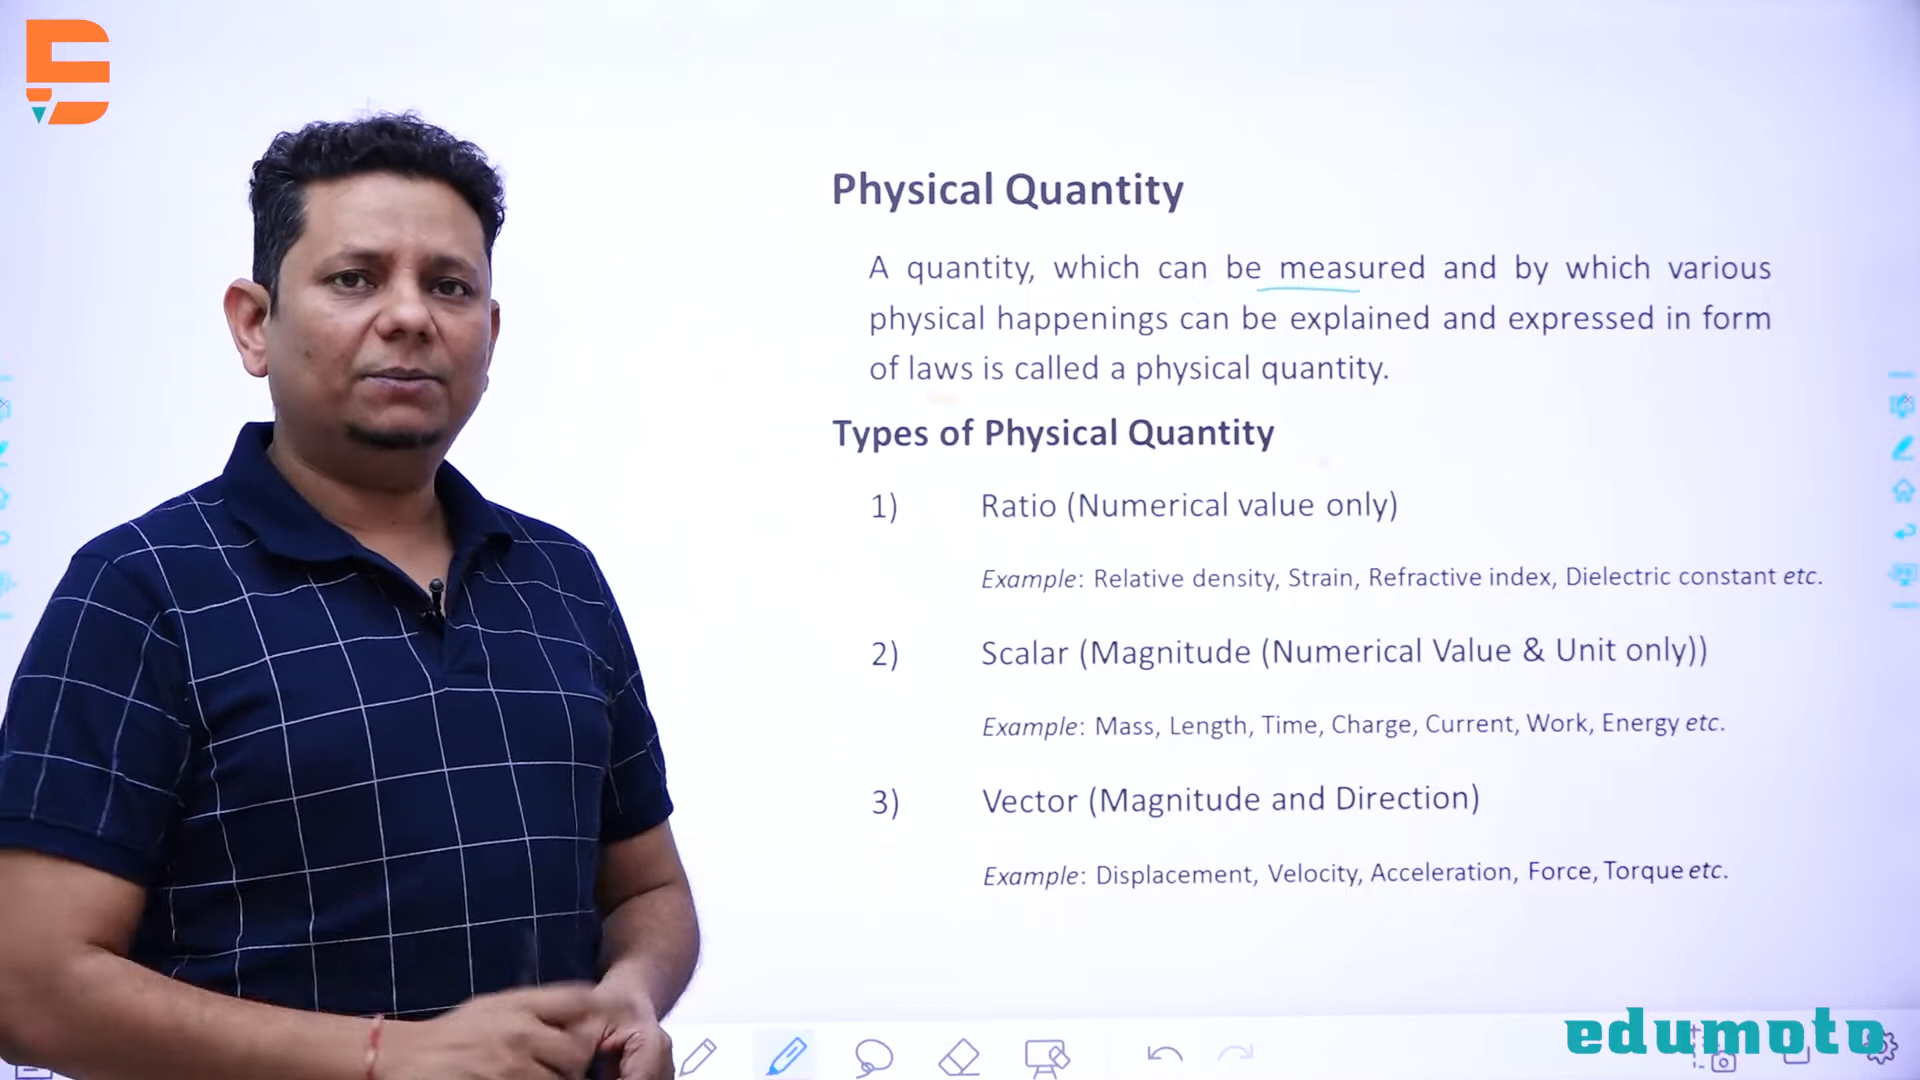 Physical Quantity
A quantity, which can be measured and by which various
physical happenings can be explained and expressed in form
of laws is called a physical quantity.
Types of Physical Quantity
1) Ratio (Numerical value only)
Example: Relative density, Strain, Refractive index, Dielectric constant etc.
2) Scalar (Magnitude (Numerical Value & Unit only))
Example: Mass, Length, Time, Charge, Current, Work, Energy etc.
3) Vector (Magnitude and Direction)
Example: Displacement, Velocity, Acceleration, Force, Torque etc.
edumoto